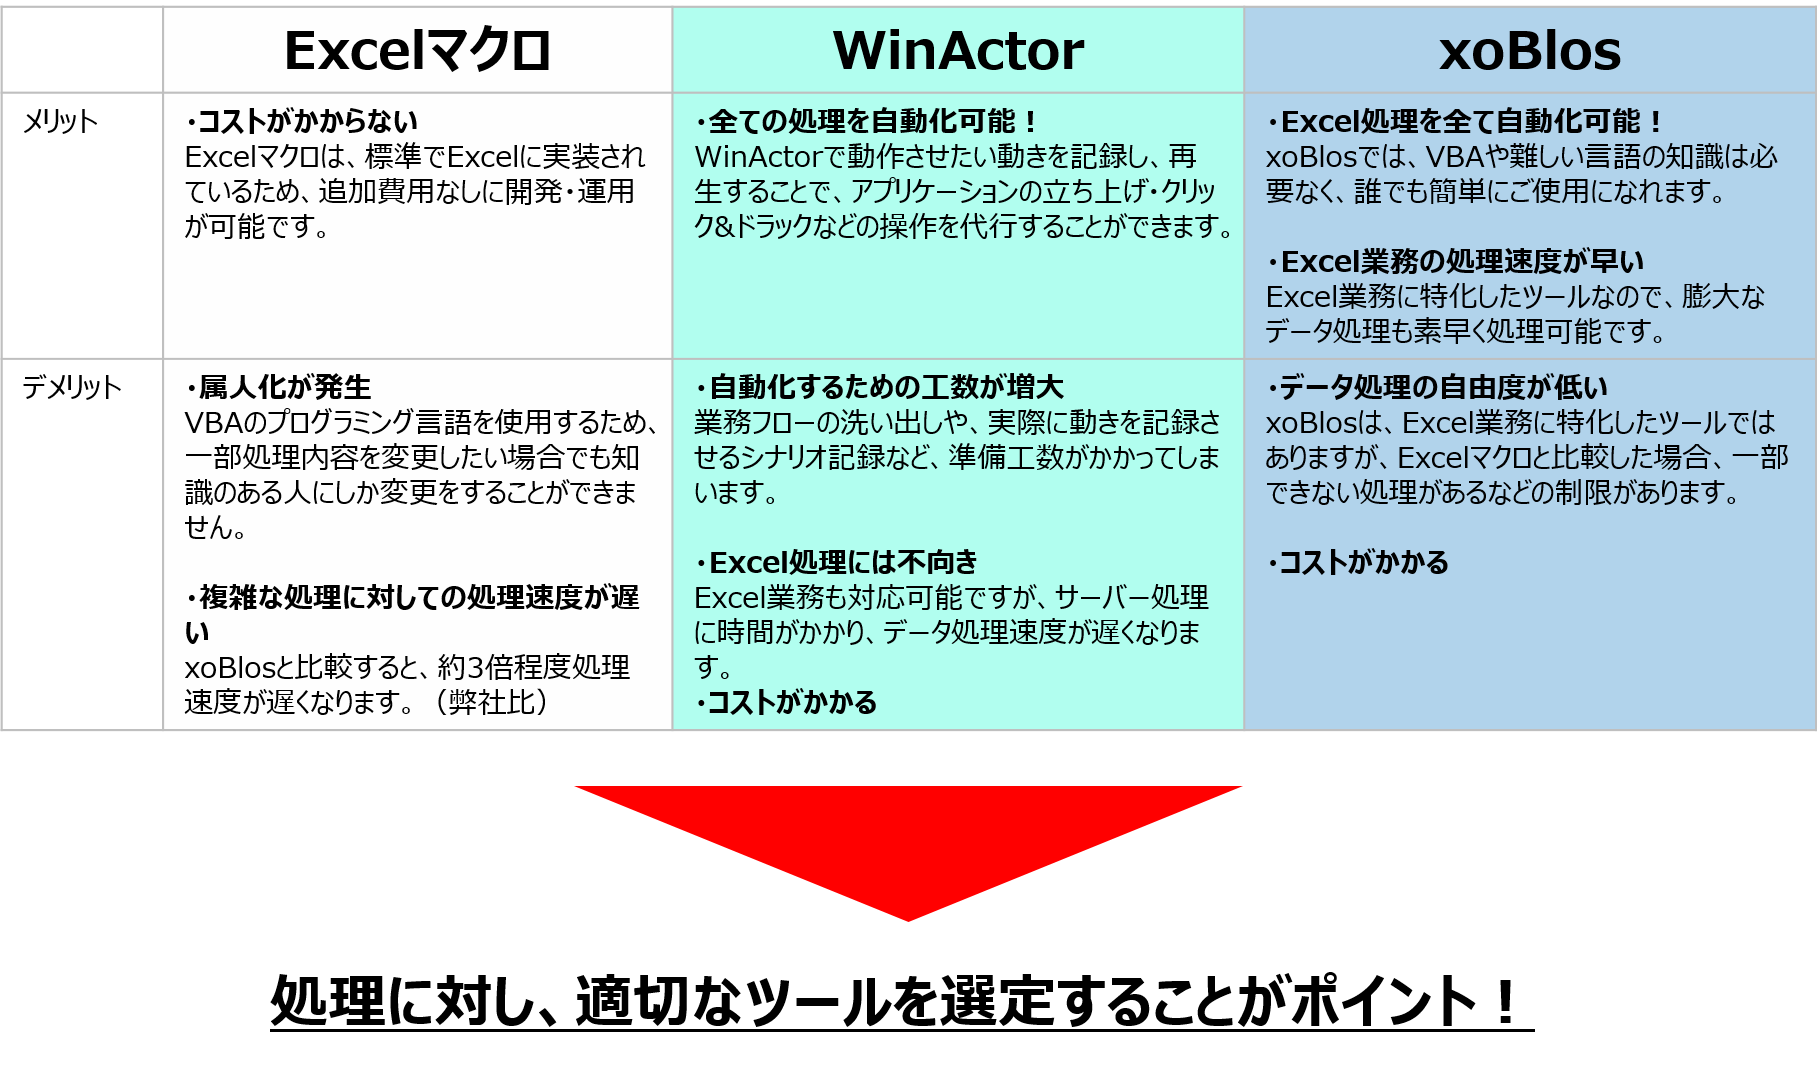 Excelマクロ
WinActor
xoBlos
メリット
・コストがかからない
Excelマクロは、標準でExcelに実装され
ているため、追加費用なしに開発・運用
が可能です。
・全ての処理を自動化可能！
WinActorで動作させたい動きを記録し、再
生することで、アプリケーションの立ち上げ・クリッ
ク&ドラックなどの操作を代行することができます。
・Excel処理を全て自動化可能！
xoBlosでは、VBAや難しい言語の知識は必
要なく、誰でも簡単にご使用になれます。
・Excel業務の処理速度が早い
Excel業務に特化したツールなので、膨大な
データ処理も素早く処理可能です。
デメリット
・属人化が発生
VBAのプログラミング言語を使用するため、
一部処理内容を変更したい場合でも知
識のある人にしか変更をすることができま
せん。
・複雑な処理に対しての処理速度が遅
い
xoBlosと比較すると、約3倍程度処理
速度が遅くなります。（弊社比）
・自動化するための工数が増大
業務フローの洗い出しや、実際に動きを記録さ
せるシナリオ記録など、準備工数がかかってしま
います。
・Excel処理には不向き
Excel業務も対応可能ですが、サーバー処理
に時間がかかり、データ処理速度が遅くなりま
す。
・コストがかかる
・データ処理の自由度が低い
xoBlosは、Excel業務に特化したツールでは
ありますが、Excelマクロと比較した場合、一部
できない処理があるなどの制限があります。
・コストがかかる
処理に対し、適切なツールを選定することがポイント！